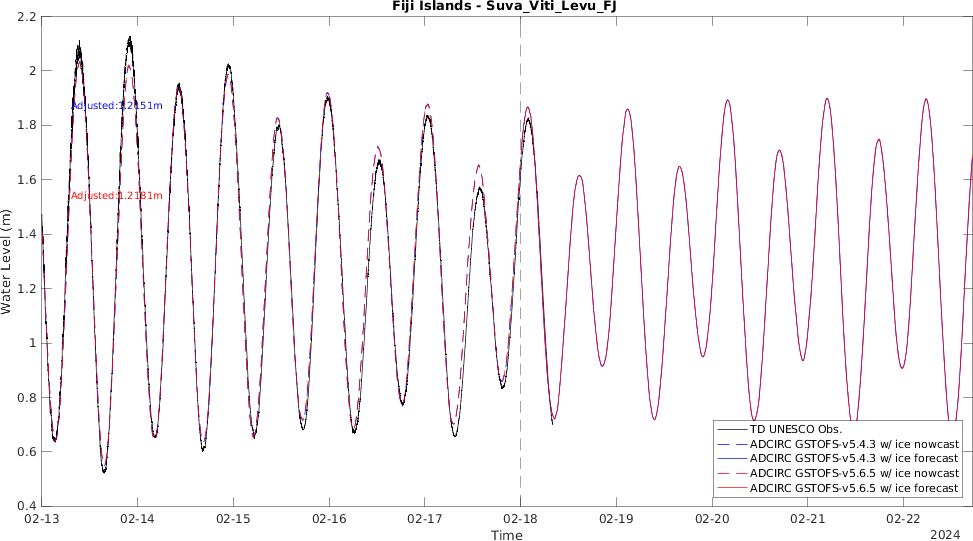 Fiji Islands - Suva_Viti_Levu_FJ
2.2
2
1.8
1.6
1.4
1.2
1
0.8
0.6
0.4
Water Level (m)
Adjusted:1.2151m
Adjusted:1.2181m
TD UNESCO Obs.
ADCIRC GSTOFS-v5.4.3 w/ ice nowcast
ADCIRC GSTOFS-v5.4.3 w/ ice forecast
ADCIRC GSTOFS-v5.6.5 w/ ice nowcast
ADCIRC GSTOFS-v5.6.5 w/ ice forecast
02-13 02-14 02-15 02-16 02-17 02-18 02-19 02-20 02-21 02-22
Time
2024